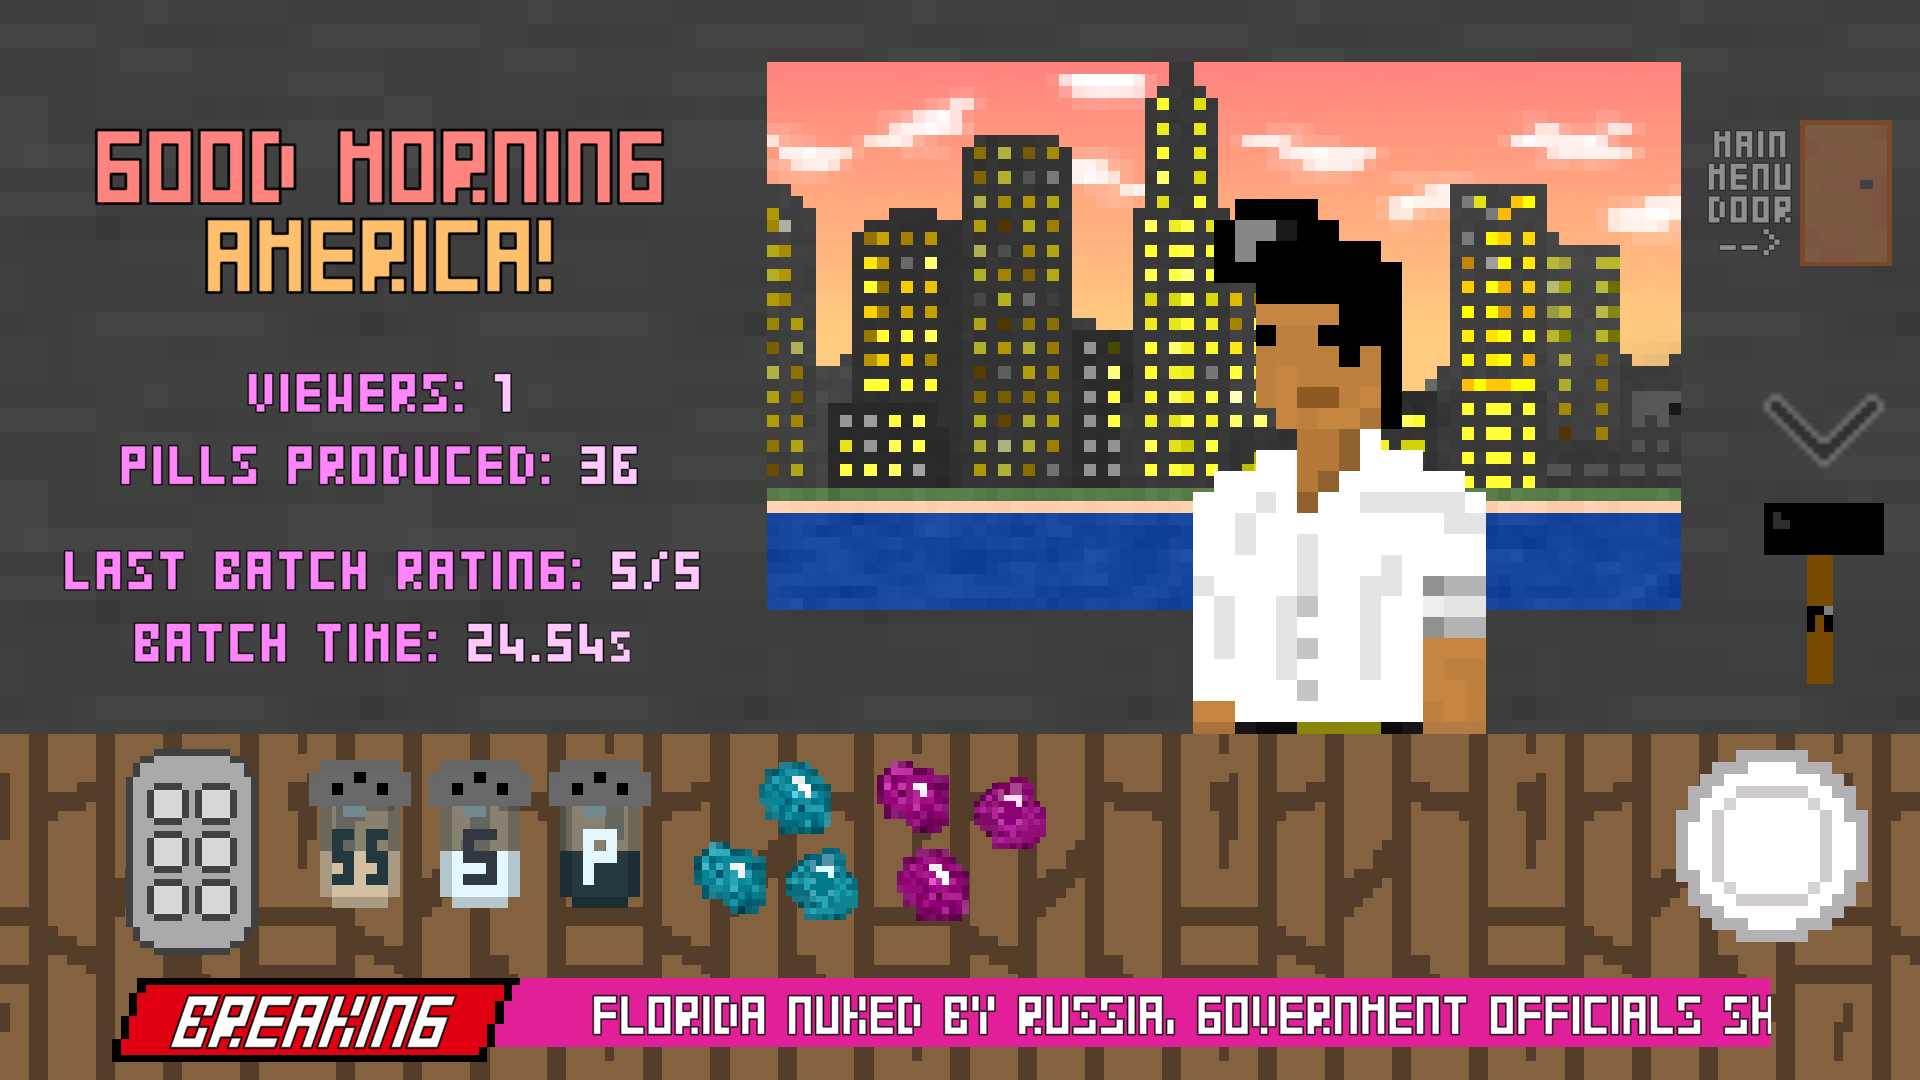 GOOD MORNING
AMERICA!
VIEWERS: 1
PILLS PRODUCED: 36
LAST BATCH RATING: 5/5
BATCH TIME: 24.54s
MAIN
MENU
DOOR
-->
SS
S
P
BREAKING
FLORIDA NUKED BY RUSSIA. GOVERNMENT OFFICIALS SH